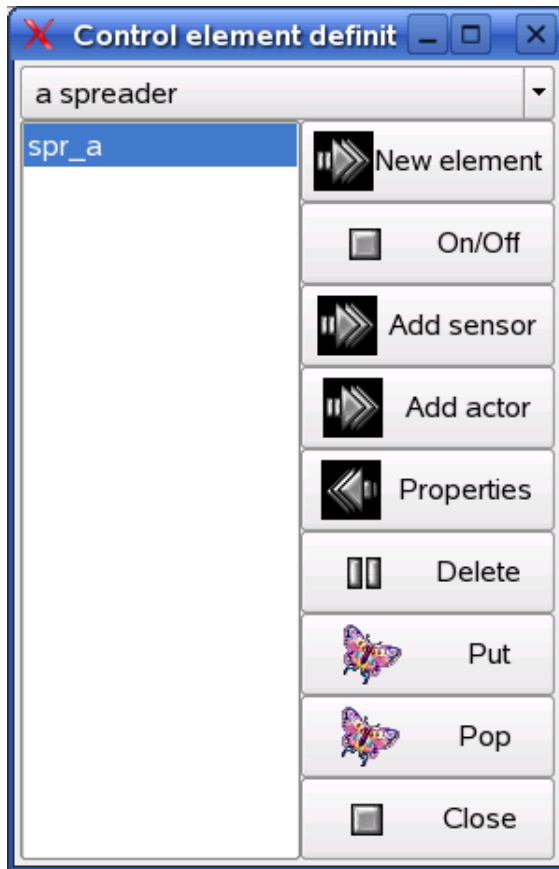 Control element definit
a spreader
spr_a
New element
On/Off
Add sensor
Add actor
Properties
Delete
Put
Pop
Close